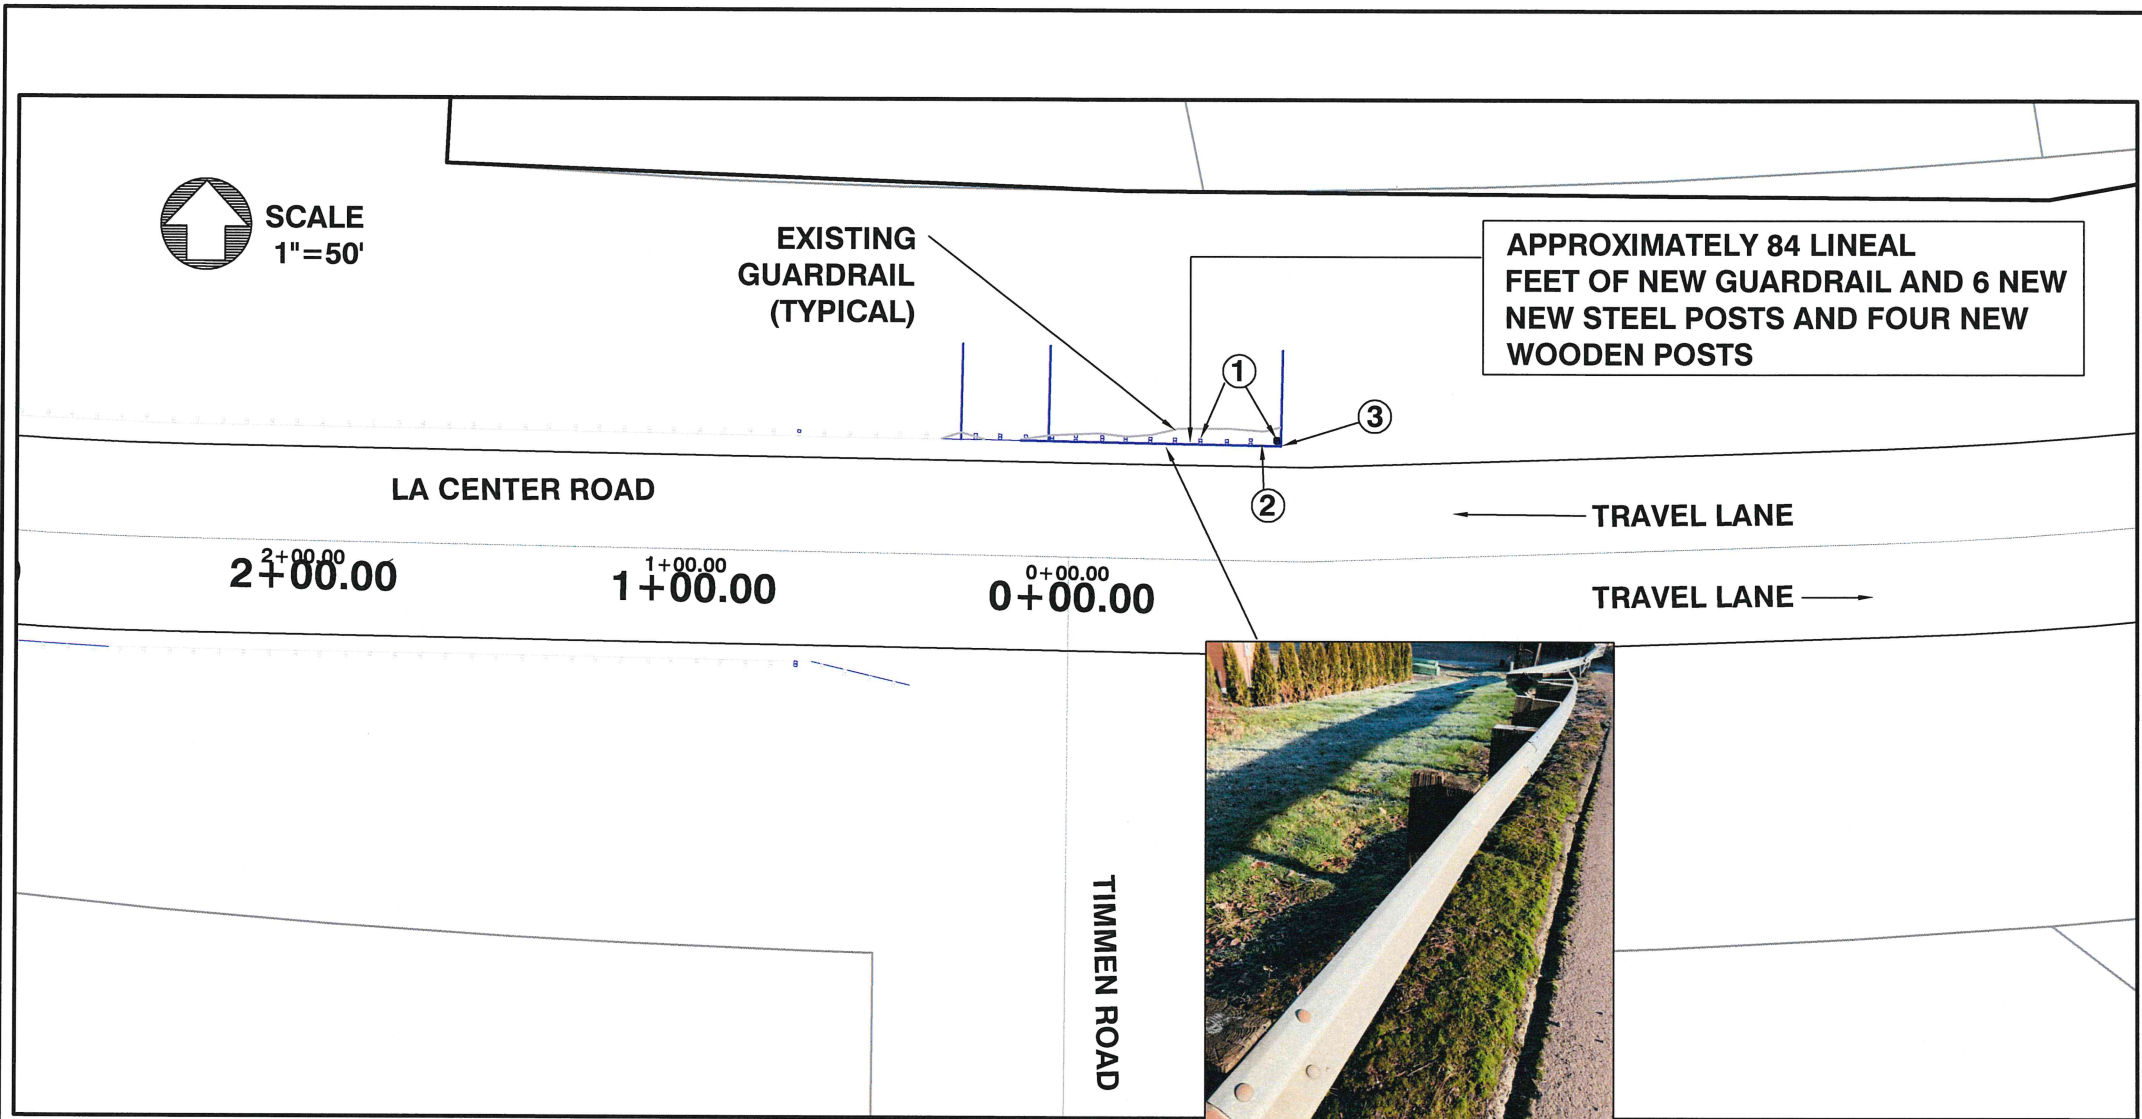 SCALE
1"=50'
EXISTING
GUARDRAIL
(TYPICAL)
APPROXIMATELY 84 LINEAL
FEET OF NEW GUARDRAIL AND 6 NEW
NEW STEEL POSTS AND FOUR NEW
WOODEN POSTS
1
3
2
LA CENTER ROAD
TRAVEL LANE
2+00.00
2+00.00
1+00.00
1+00.00
0+00.00
0+00.00
TRAVEL LANE
TIMMEN ROAD